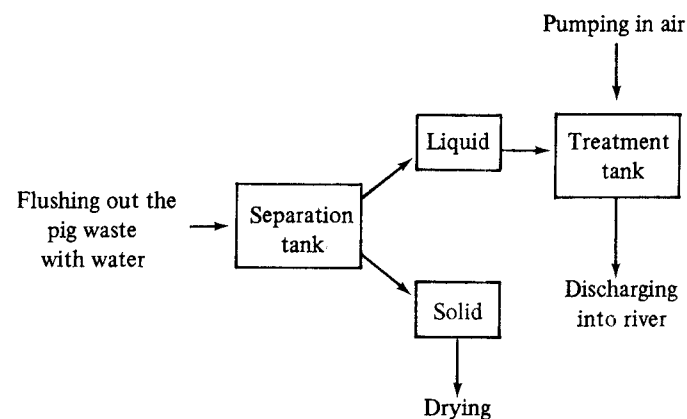 Pumping in air
Liquid
Treatment
tank
Flushing out the
pig waste
with water
Separation
tank
Discharging
into river
Solid
Drying